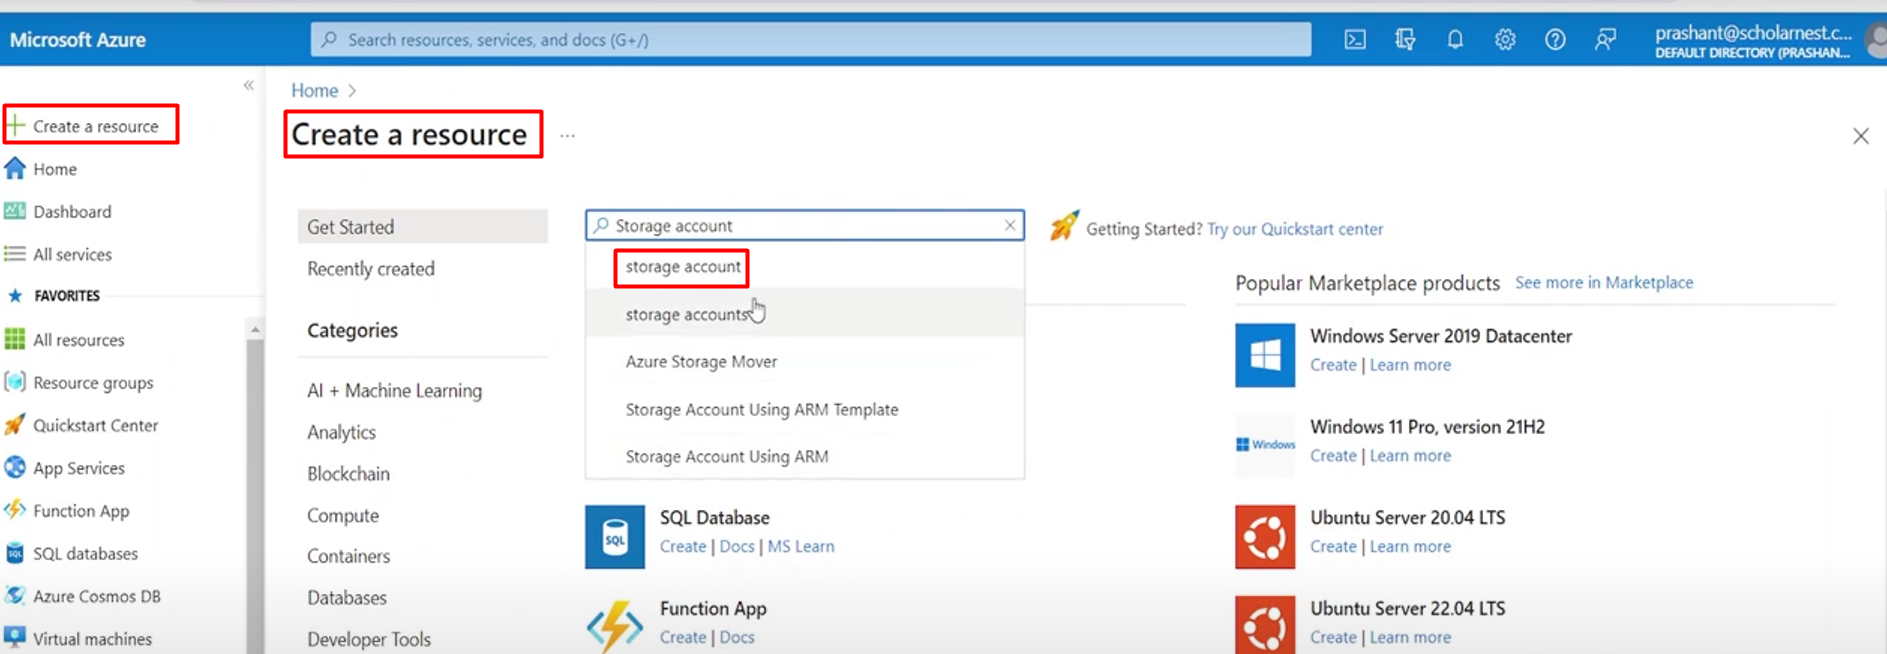 Microsoft Azure
Search resources, services, and docs (G+/)
prashant@scholarnest.c...
DEFAULT DIRECTORY (PRASHAN...
«
Create a resource
Home
Dashboard
All services
FAVORITES
All resources
Resource groups
Quickstart Center
App Services
Function App
SQL databases
Azure Cosmos DB
Virtual machines
Home >
Create a resource ...
Get Started
Recently created
Categories
AI + Machine Learning
Analytics
Blockchain
Compute
Containers
Databases
Developer Tools
Storage account
storage account
storage accounts
Azure Storage Mover
Storage Account Using ARM Template
Storage Account Using ARM
SQL
SQL Database
Create | Docs | MS Learn
Function App
Create | Docs
Getting Started? Try our Quickstart center
Popular Marketplace products See more in Marketplace
Windows Server 2019 Datacenter
Create | Learn more
Windows
Windows 11 Pro, version 21H2
Create | Learn more
Ubuntu Server 20.04 LTS
Create | Learn more
Ubuntu Server 22.04 LTS
Create | Learn more